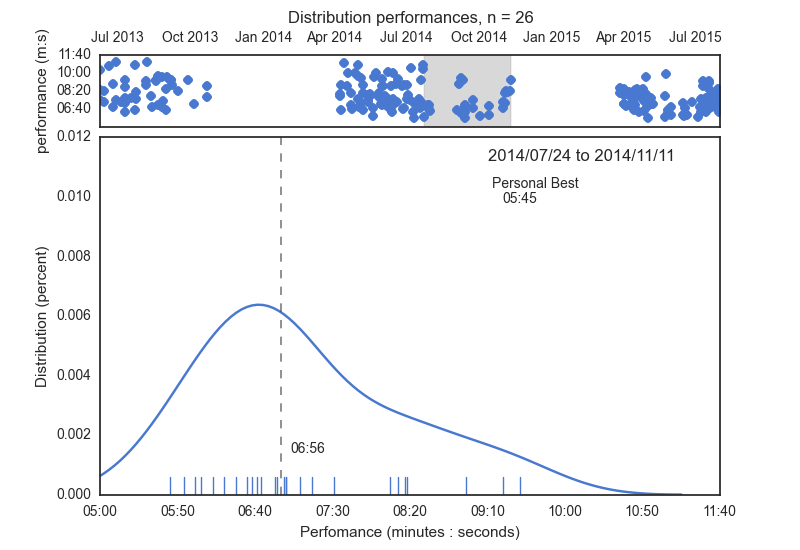 Distribution performances, n = 26
Jul 2013 Oct 2013 Jan 2014 Apr 2014 Jul 2014 Oct 2014 Jan 2015 Apr 2015 Jul 2015
performance (m:s)
11:40
10:00
08:20
06:40
Distribution (percent)
0.012
0.010
0.008
0.006
0.004
0.002
0.000
2014/07/24 to 2014/11/11
Personal Best
05:45
06:56
05:00 05:50 06:40 07:30 08:20 09:10 10:00 10:50 11:40
Perfomance (minutes : seconds)